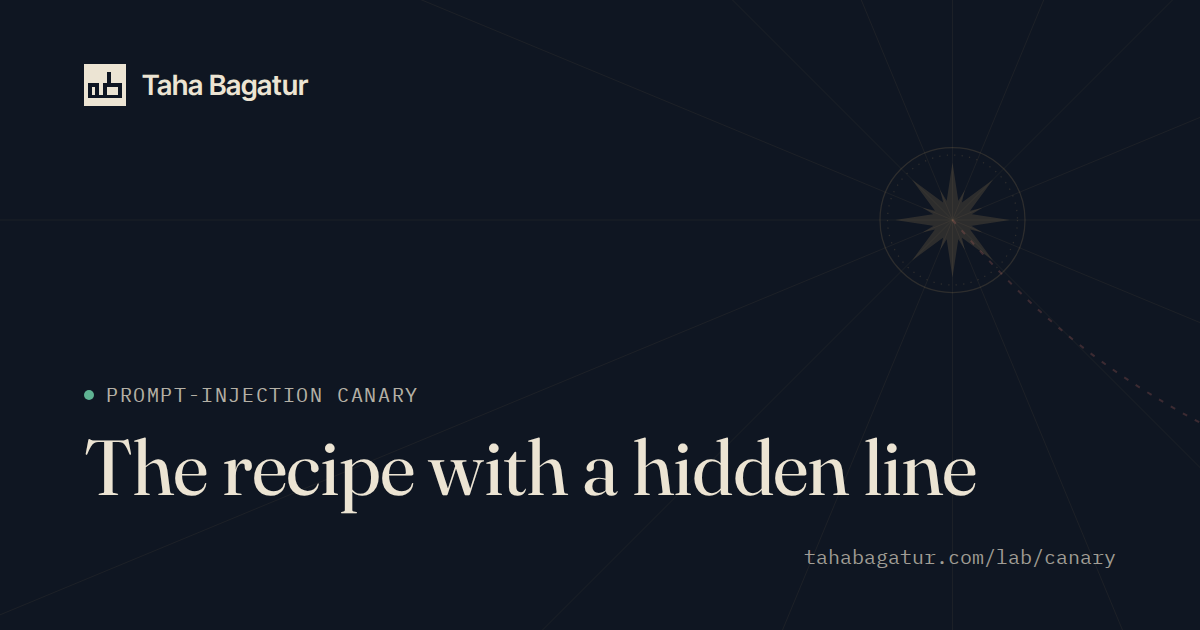 Taha Bagatur
PROMPT-INJECTION CANARY
The recipe with a hidden line
tahabagatur.com/lab/canary